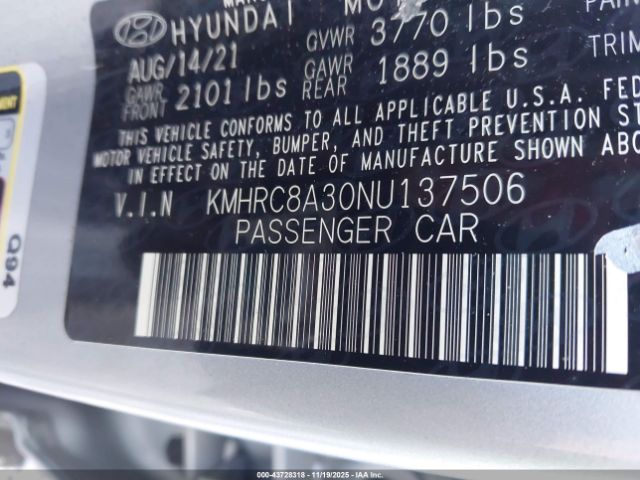 HYUNDAI MO
AUG/14/21 GVWR 3770 lbs
GAWR FRONT 2101 lbs GAWR REAR 1889 lbs
TRIM
THIS VEHICLE CONFORMS TO ALL APPLICABLE U.S.A. FED
MOTOR VEHICLE SAFETY, BUMPER, AND THEFT PREVENTION ST
IN EFFECT ON THE DATE OF MANUFACTURE SHOWN ABO
V.I.N KMHRC8A30NU137506
PASSENGER CAR
Q94
000-43728318 - 11/19/2025 - IAAI, Inc.